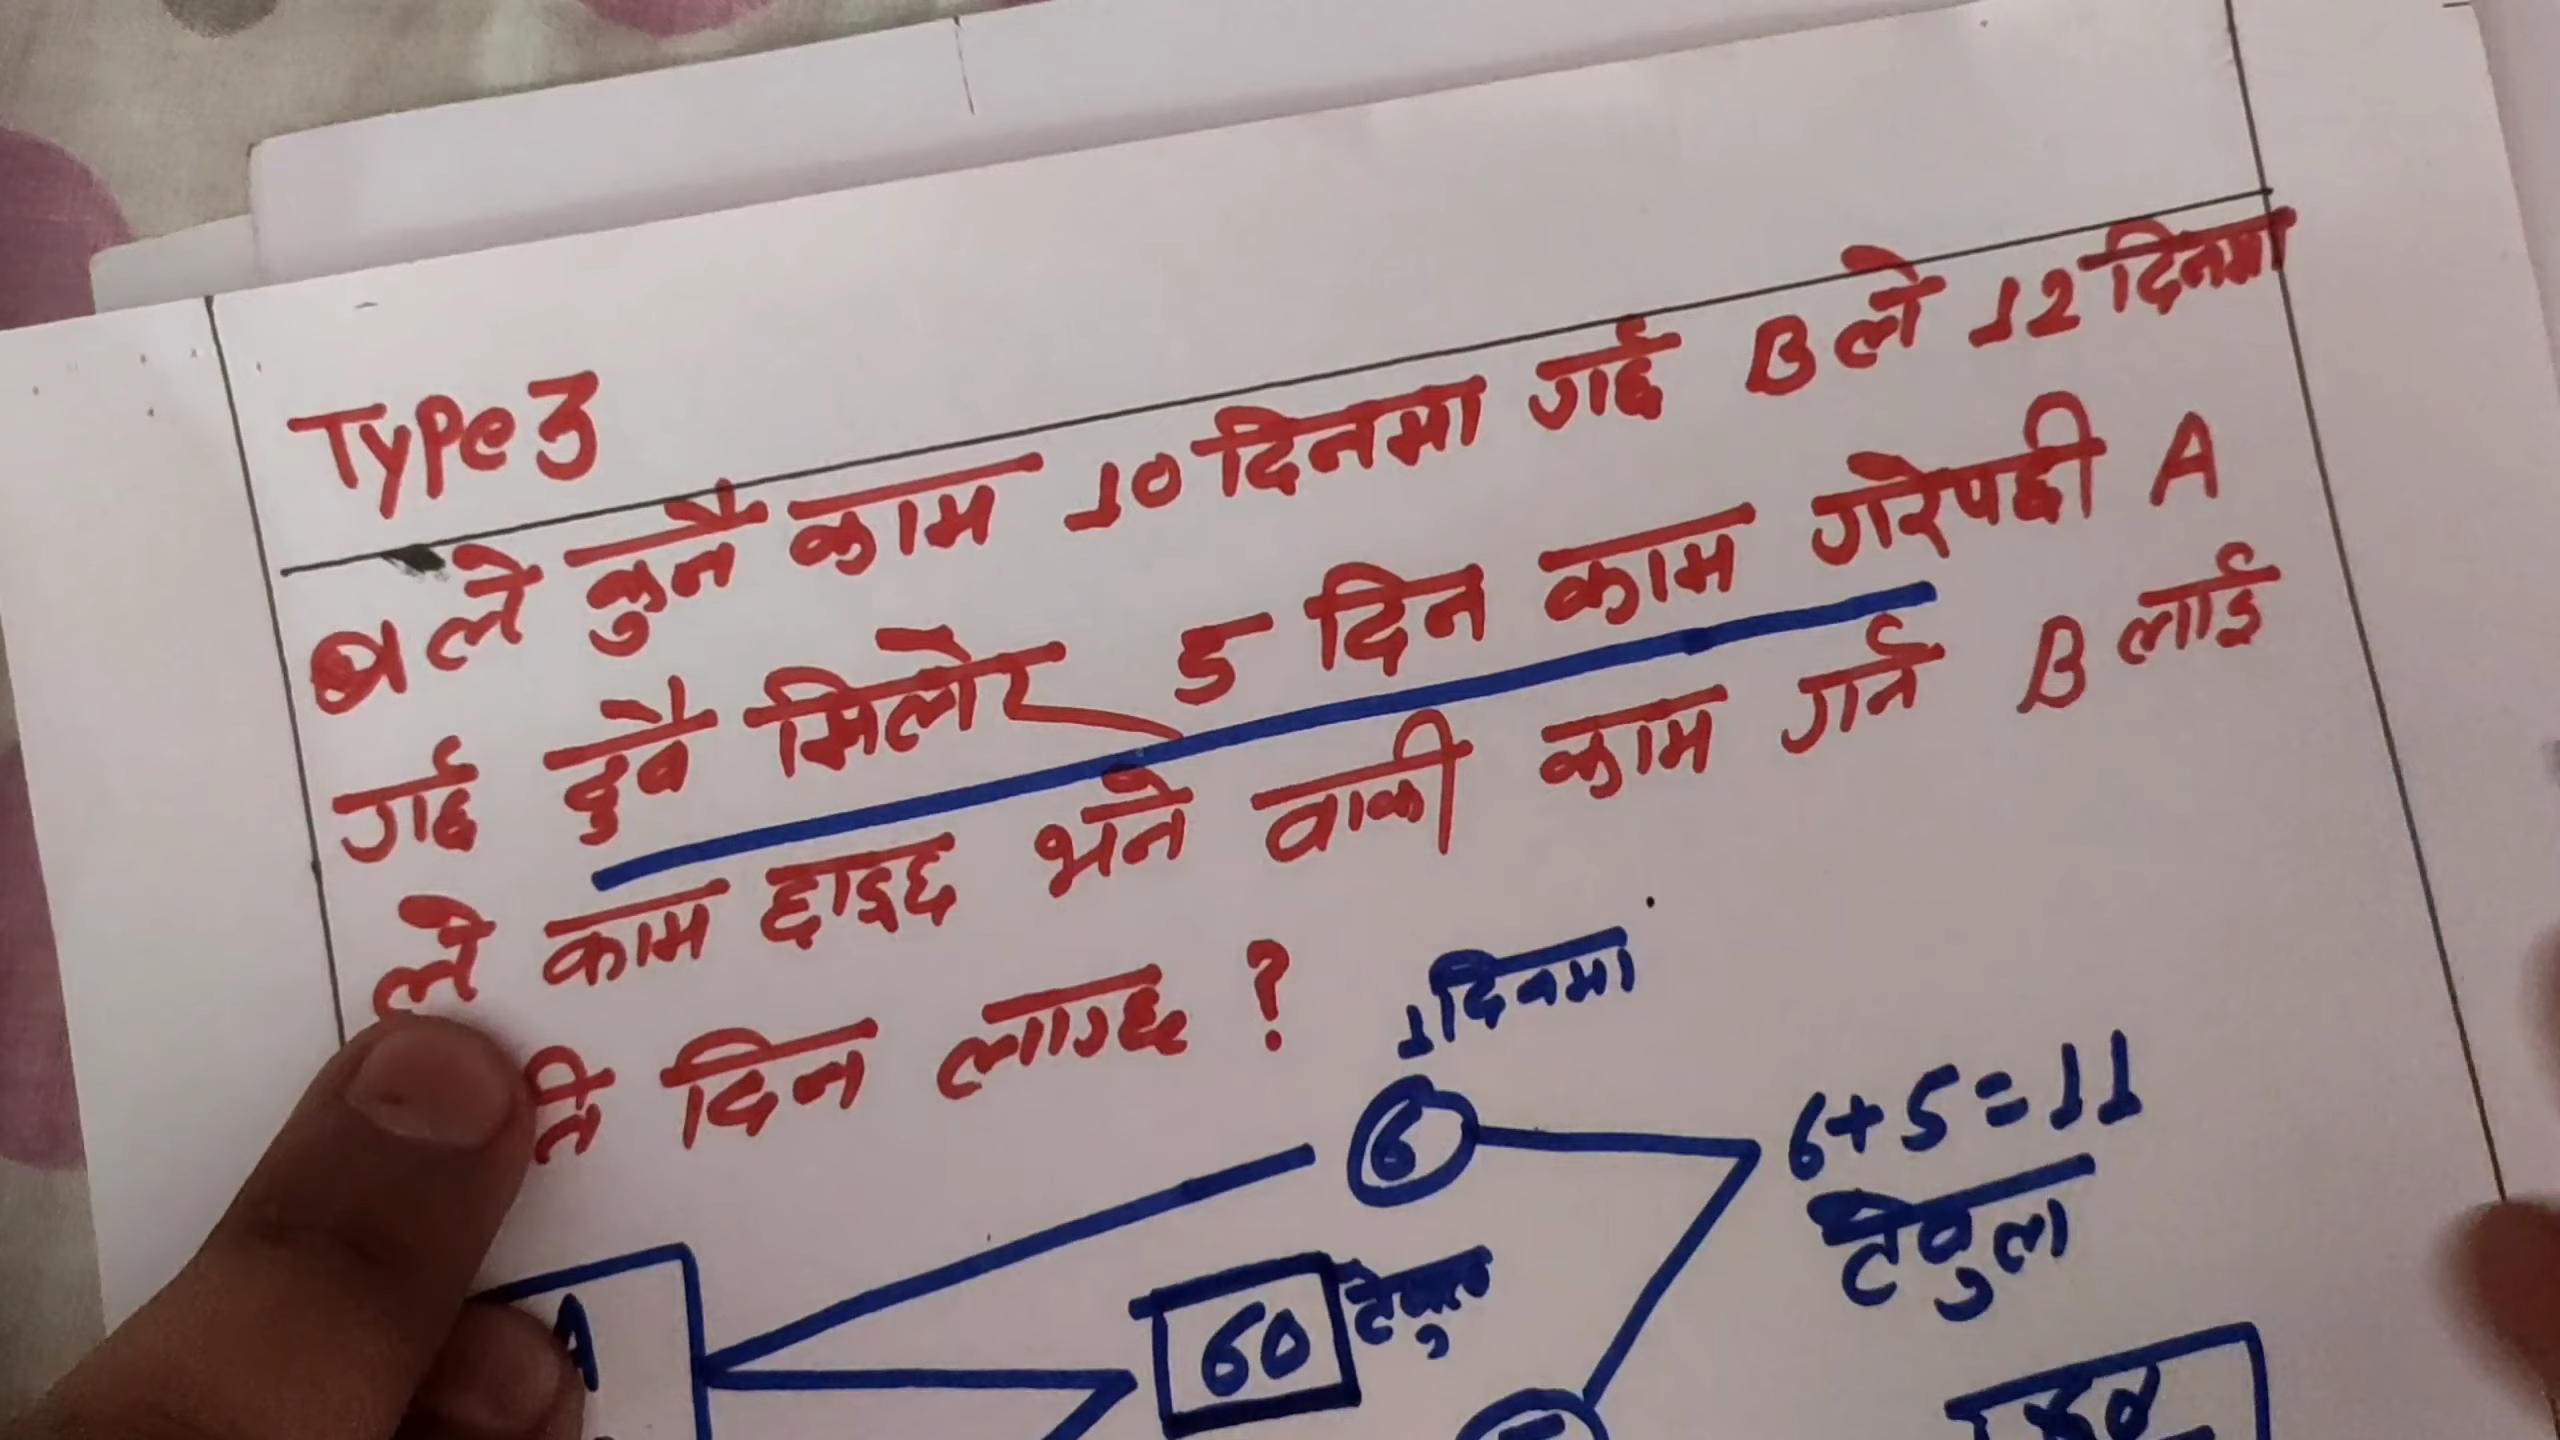 Type 3
A ले कुनै काम 10 दिनमा गर्छ B ले 12 दिनमा
गर्छ दुवै मिलेर 5 दिन काम गरेपछी A
ले काम छाड्छ भने वाकी काम गर्न B लाई
ति दिन लाग्छ ?
1 दिनमा
6
6+5=11
टेवुल
60 टेवुल
A